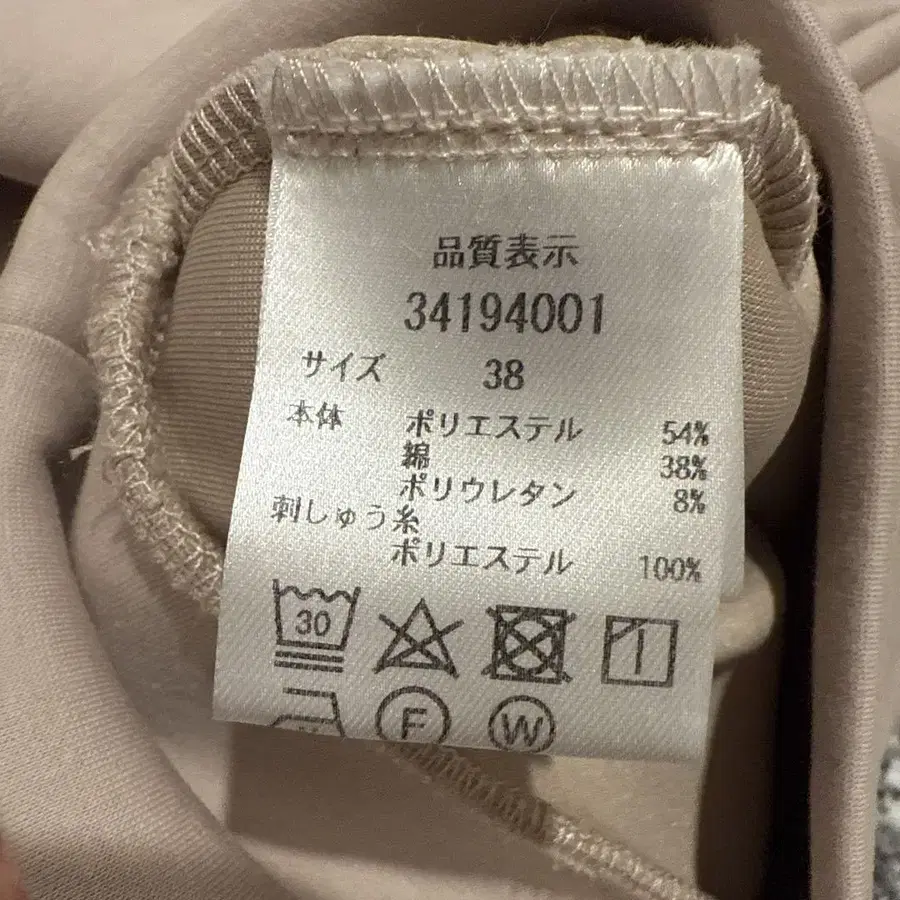 品質表示
34194001
サイズ 38
本体 ポリエステル 54%
綿 38%
ポリウレタン 8%
刺しゅう糸
ポリエステル 100%
30
F W